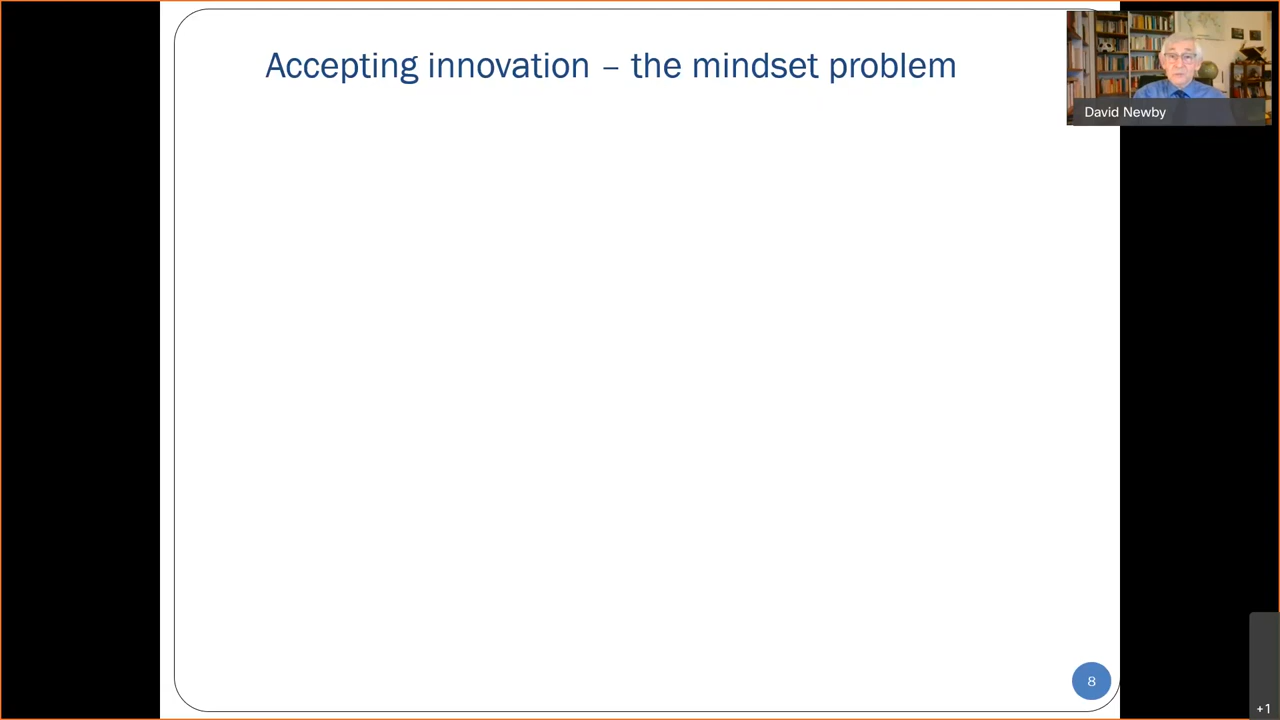 Accepting innovation – the mindset problem
David Newby
8
+1